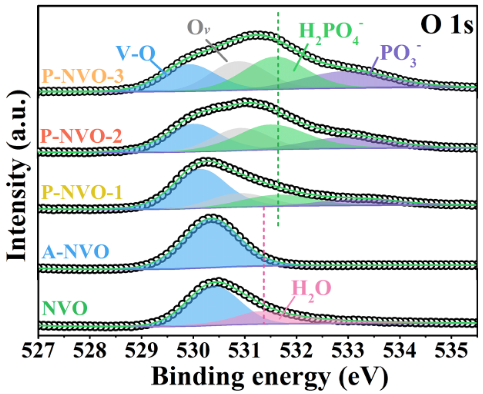 O 1s
V-O
Oᵥ
H₂PO₄⁻
PO₃⁻
P-NVO-3
P-NVO-2
P-NVO-1
A-NVO
NVO
H₂O
Intensity (a.u.)
527 528 529 530 531 532 533 534 535
Binding energy (eV)